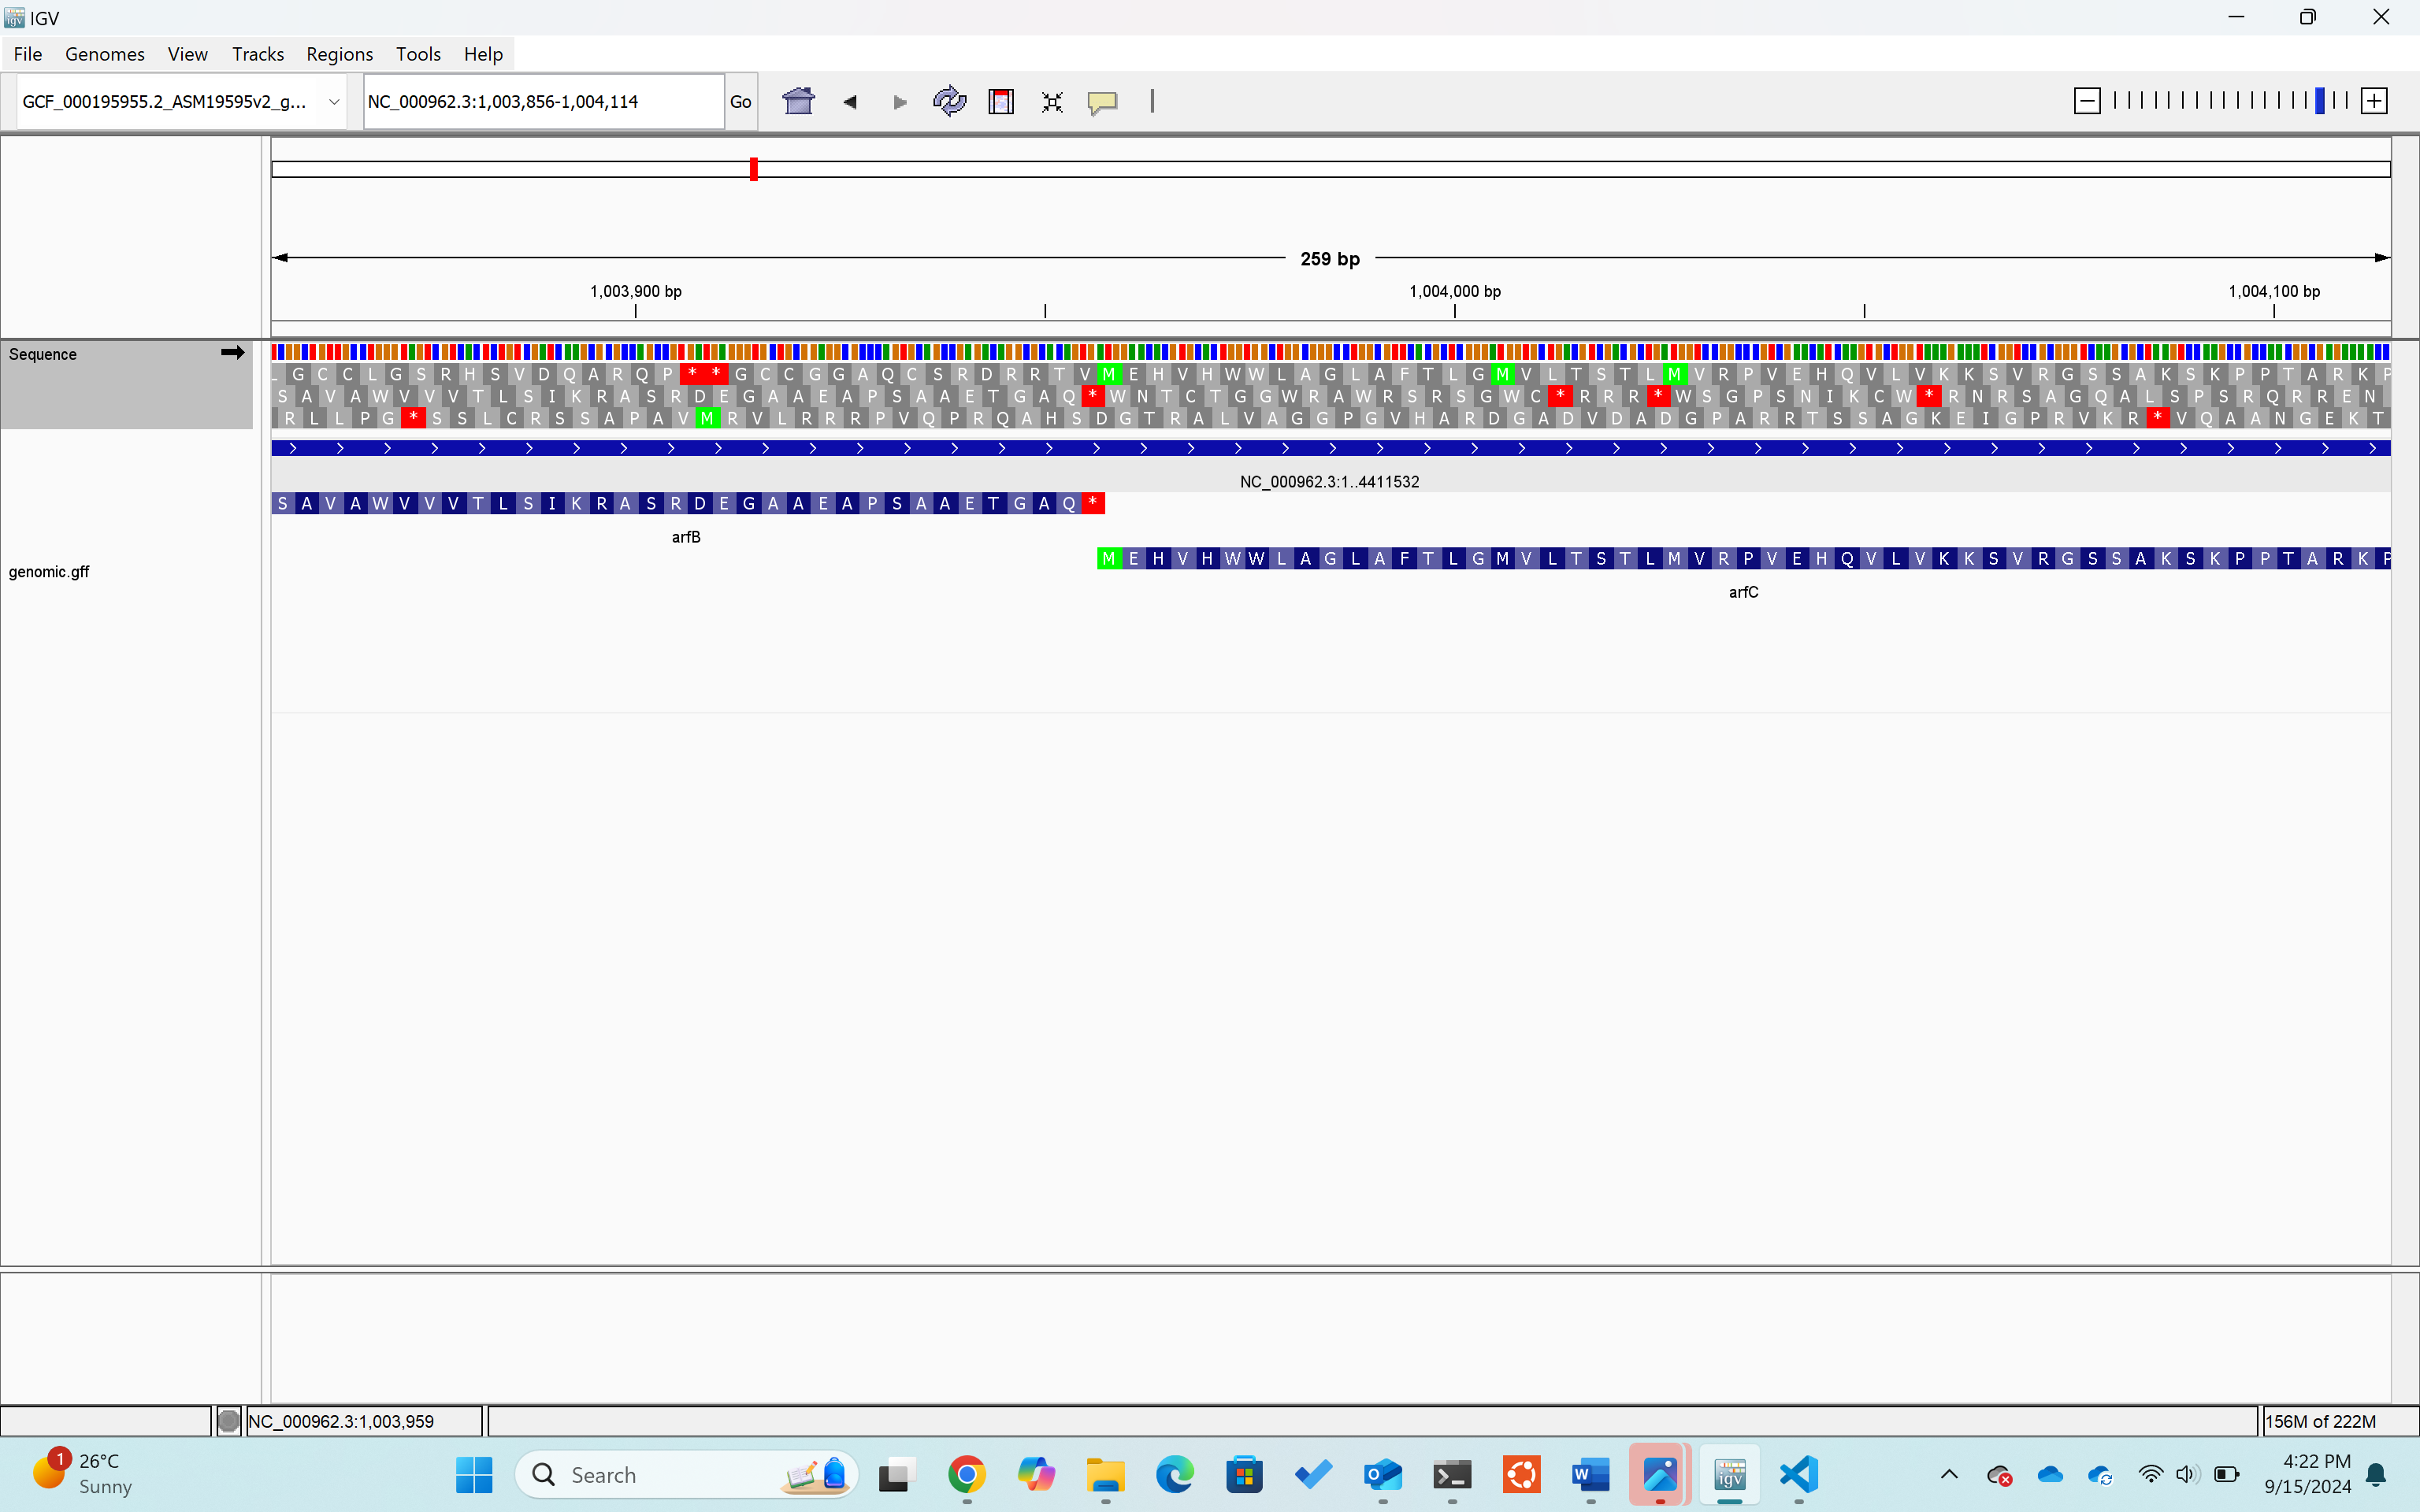 IGV
File Genomes View Tracks Regions Tools Help
GCF_000195955.2_ASM19595v2_g... NC_000962.3:1,003,856-1,004,114 Go
259 bp
1,003,900 bp 1,004,000 bp 1,004,100 bp
Sequence
L G C C L G S R H S V D Q A R Q P * * G C C G G A Q C S R D R R T V M E H V H W W L A G L A F T L G M V L T S T L M V R P V E H Q V L V K K S V R G S S A K S K P P T A R K P
S A V A W V V V T L S I K R A S R D E G A A E A P S A A E T G A Q * W N T C T G G W R A W R S R S G W C * R R R * W S G P S N I K C W * R N R S A G Q A L S P S R Q R R E N
R L L P G * S S L C R S S A P A V M R V L R R R P V Q P R Q A H S D G T R A L V A G G P G V H A R D G A D V D A D G P A R R T S S A G K E I G P R V K R * V Q A A N G E K T
NC_000962.3:1..4411532
S A V A W V V V T L S I K R A S R D E G A A E A P S A A E T G A Q *
arfB
M E H V H W W L A G L A F T L G M V L T S T L M V R P V E H Q V L V K K S V R G S S A K S K P P T A R K P
genomic.gff
arfC
NC_000962.3:1,003,959
156M of 222M
1
26°C
Sunny
Search
4:22 PM
9/15/2024